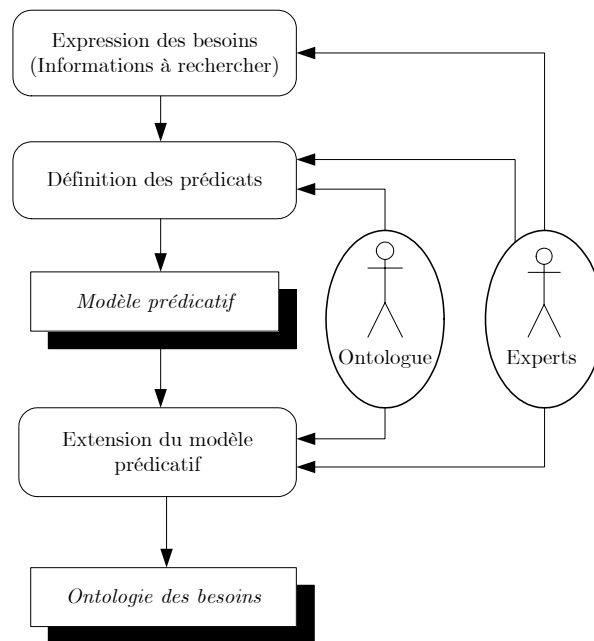 Expression des besoins
(Informations à rechercher)
Définition des prédicats
Modèle prédicatif
Ontologue
Experts
Extension du modèle
prédicatif
Ontologie des besoins